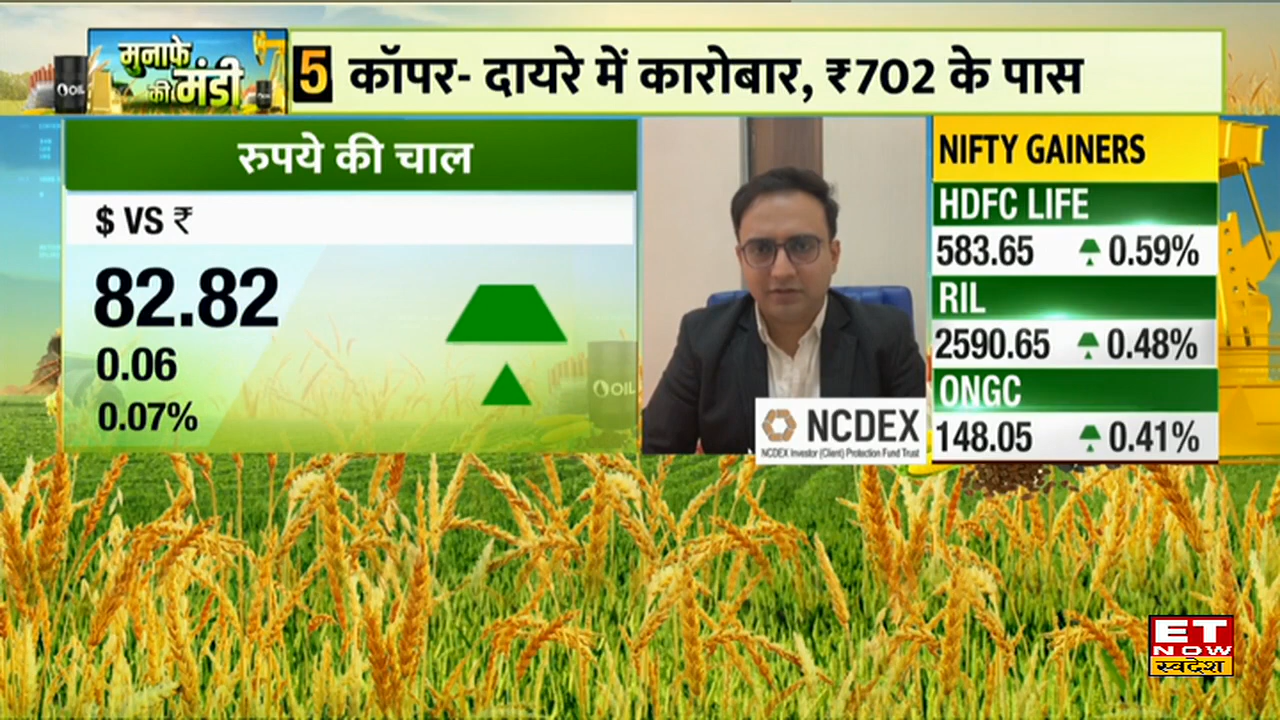 मुनाफे
की मंडी
OIL
5 कॉपर- दायरे में कारोबार, ₹702 के पास
रुपये की चाल
$ VS ₹
82.82
0.06
0.07%
OIL
NCDEX
NCDEX Investor (Client) Protection Fund Trust
NIFTY GAINERS
HDFC LIFE
583.65 0.59%
RIL
2590.65 0.48%
ONGC
148.05 0.41%
ET
NOW
स्वदेश